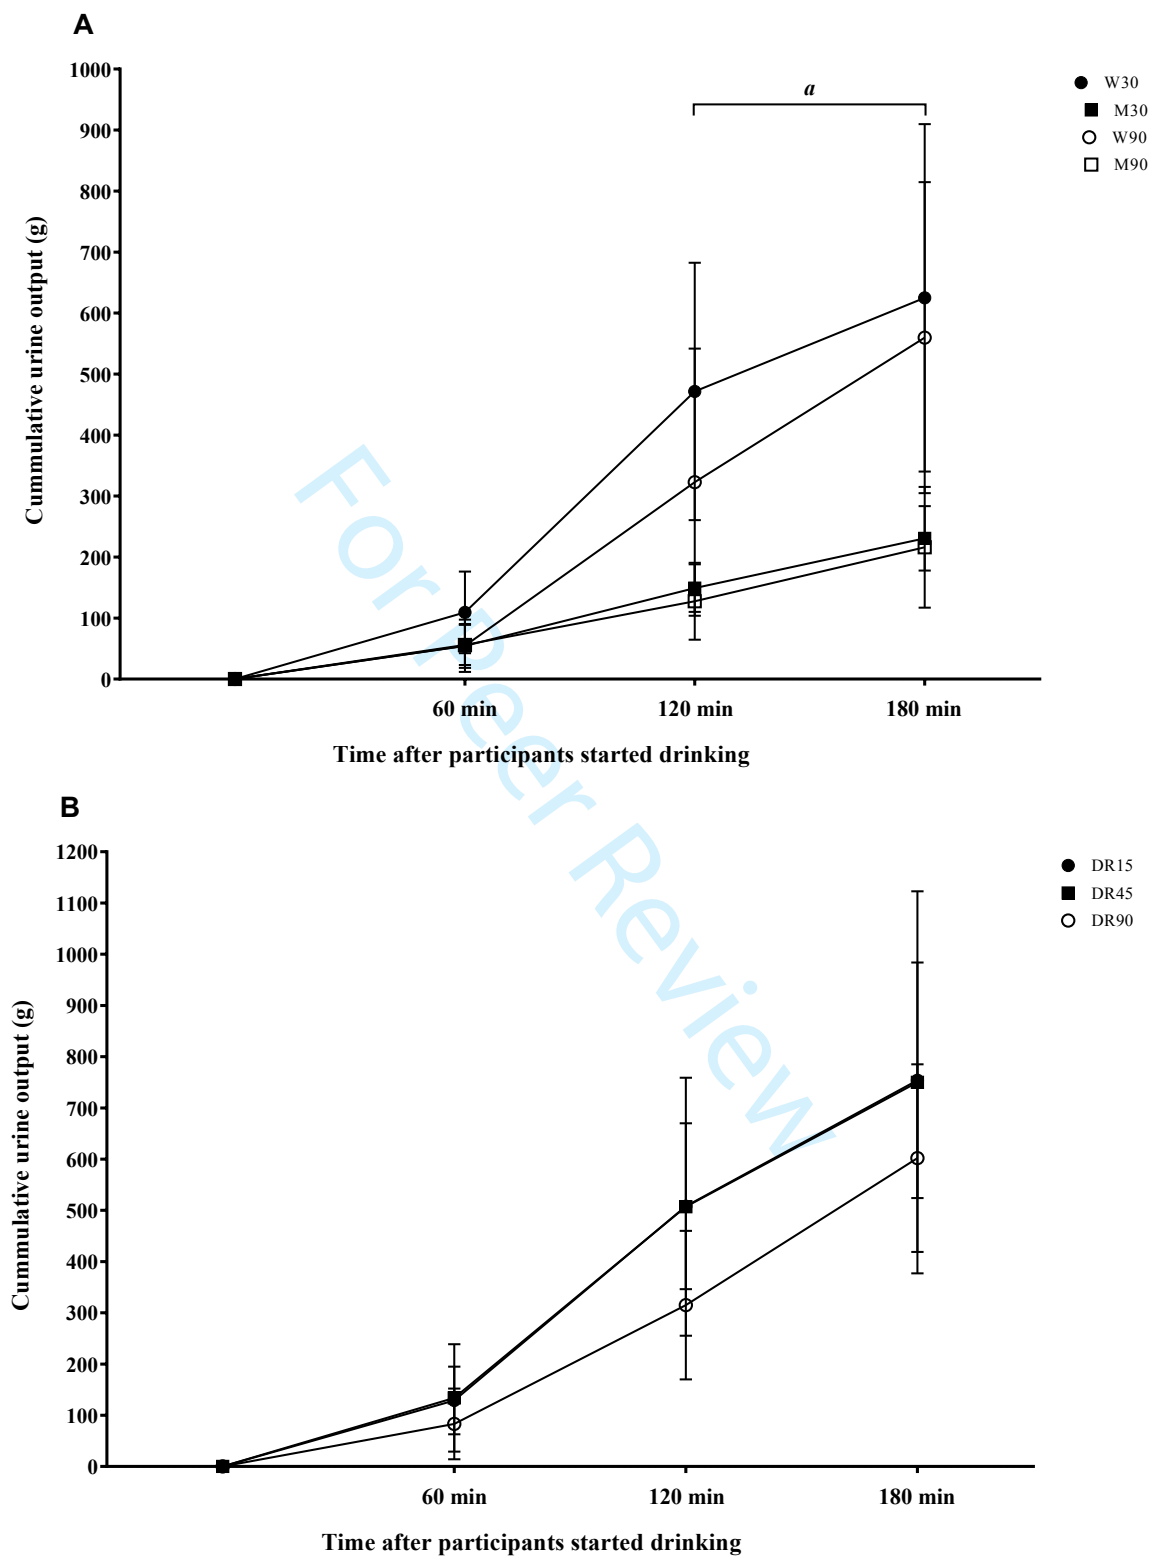 A
1000
900
800
700
600
500
400
300
200
100
0
Cummulative urine output (g)
a
W30
M30
W90
M90
60 min 120 min 180 min
Time after participants started drinking
For Peer Review
B
1200
1100
1000
900
800
700
600
500
400
300
200
100
0
Cummulative urine output (g)
DR15
DR45
DR90
60 min 120 min 180 min
Time after participants started drinking